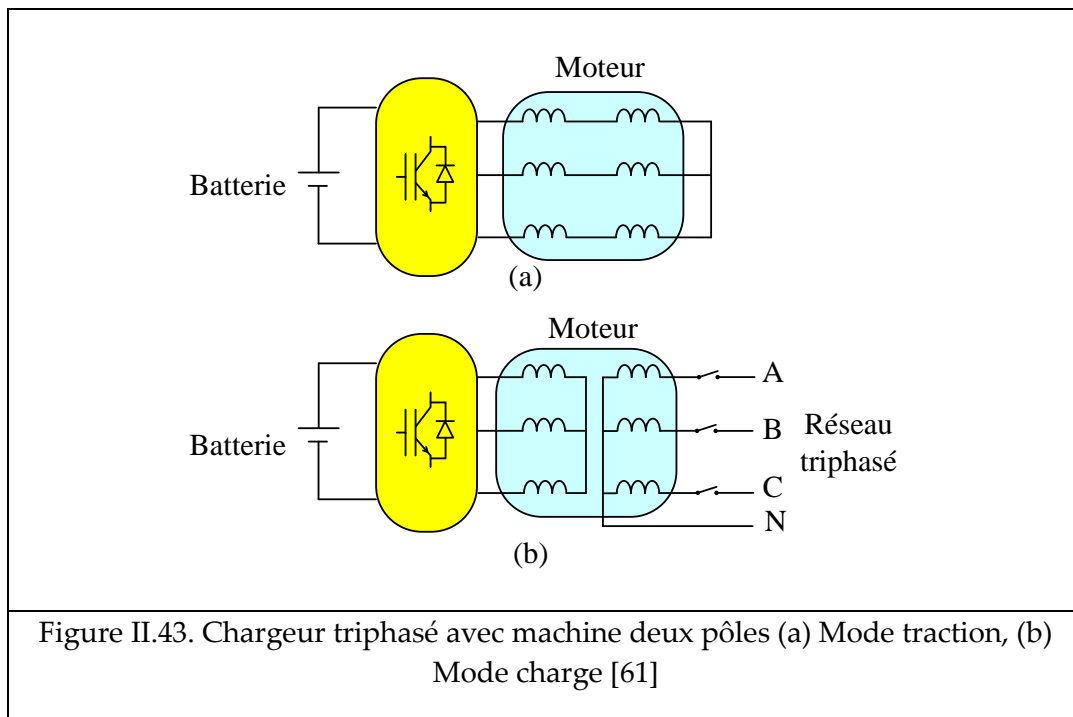 Moteur
Batterie
(a)
Moteur
A
B
Réseau
triphasé
Batterie
C
N
(b)
Figure II.43. Chargeur triphasé avec machine deux pôles (a) Mode traction, (b)
Mode charge [61]